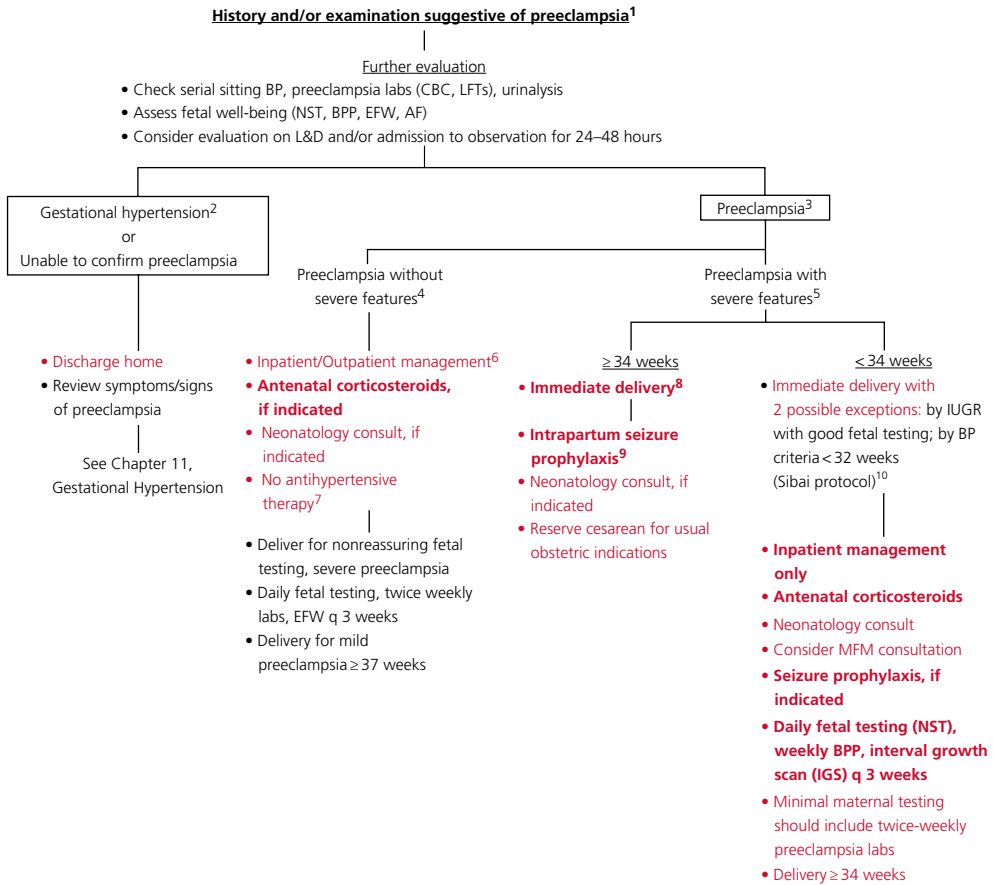 History and/or examination suggestive of preeclampsia1
Further evaluation
• Check serial sitting BP, preeclampsia labs (CBC, LFTs), urinalysis
• Assess fetal well-being (NST, BPP, EFW, AF)
• Consider evaluation on L&D and/or admission to observation for 24–48 hours
Gestational hypertension2
or
Unable to confirm preeclampsia
Preeclampsia3
Preeclampsia without
severe features4
Preeclampsia with
severe features5
• Discharge home
• Review symptoms/signs
of preeclampsia
See Chapter 11,
Gestational Hypertension
• Inpatient/Outpatient management6
• Antenatal corticosteroids,
if indicated
• Neonatology consult, if
indicated
• No antihypertensive
therapy7
• Deliver for nonreassuring fetal
testing, severe preeclampsia
• Daily fetal testing, twice weekly
labs, EFW q 3 weeks
• Delivery for mild
preeclampsia ≥ 37 weeks
≥ 34 weeks
• Immediate delivery8
• Intrapartum seizure
prophylaxis9
• Neonatology consult, if
indicated
• Reserve cesarean for usual
obstetric indications
< 34 weeks
• Immediate delivery with
2 possible exceptions: by IUGR
with good fetal testing; by BP
criteria < 32 weeks
(Sibai protocol)10
• Inpatient management
only
• Antenatal corticosteroids
• Neonatology consult
• Consider MFM consultation
• Seizure prophylaxis, if
indicated
• Daily fetal testing (NST),
weekly BPP, interval growth
scan (IGS) q 3 weeks
• Minimal maternal testing
should include twice-weekly
preeclampsia labs
• Delivery ≥ 34 weeks